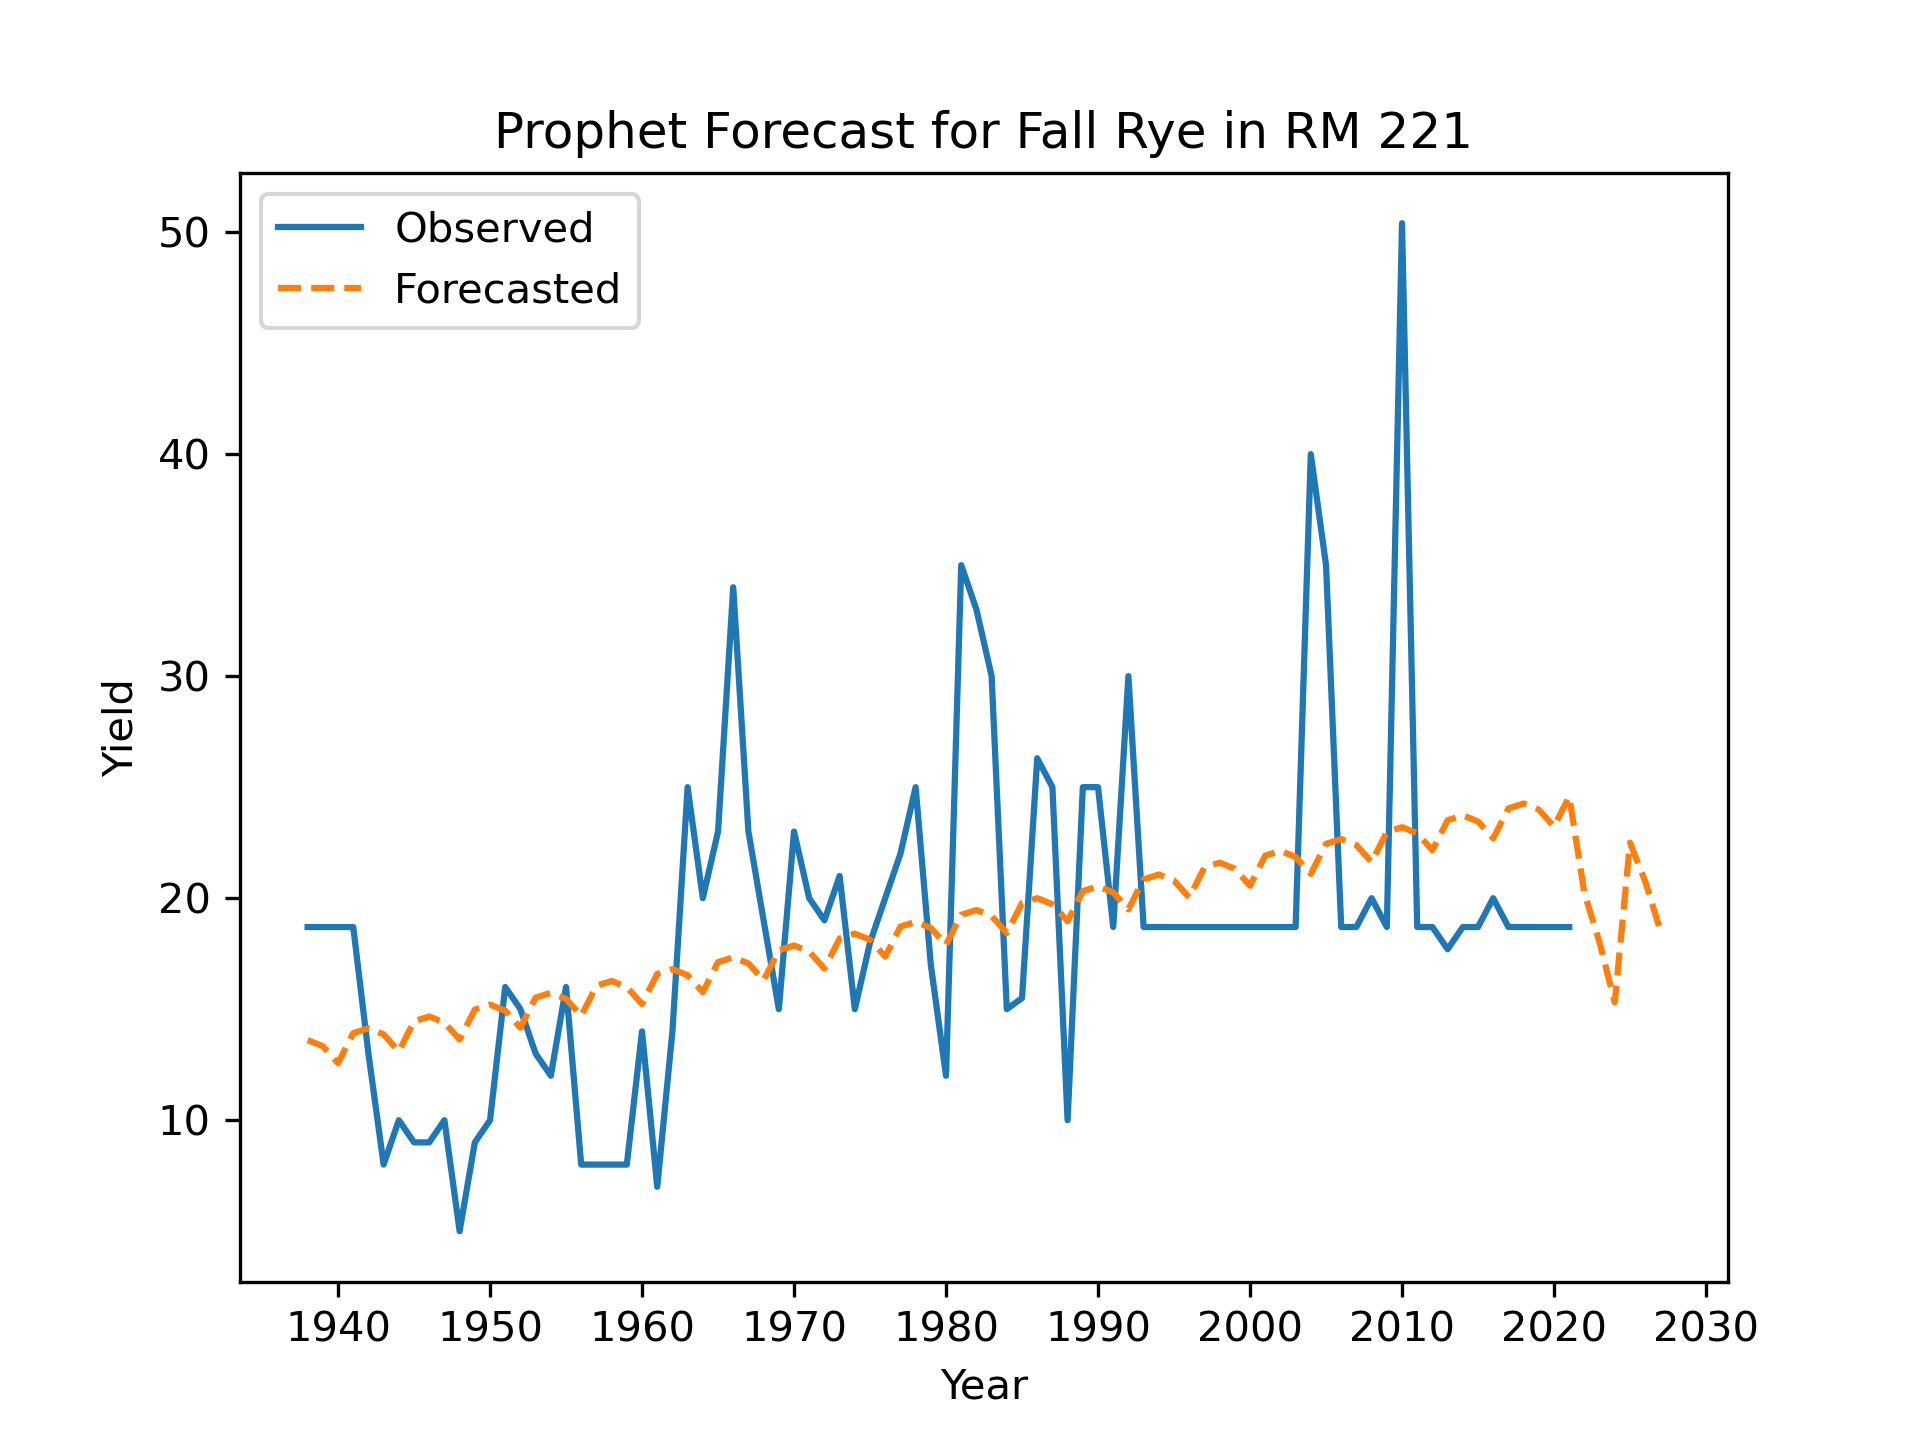 Prophet Forecast for Fall Rye in RM 221
Observed
Forecasted
50
40
30
20
10
Yield
1940 1950 1960 1970 1980 1990 2000 2010 2020 2030
Year